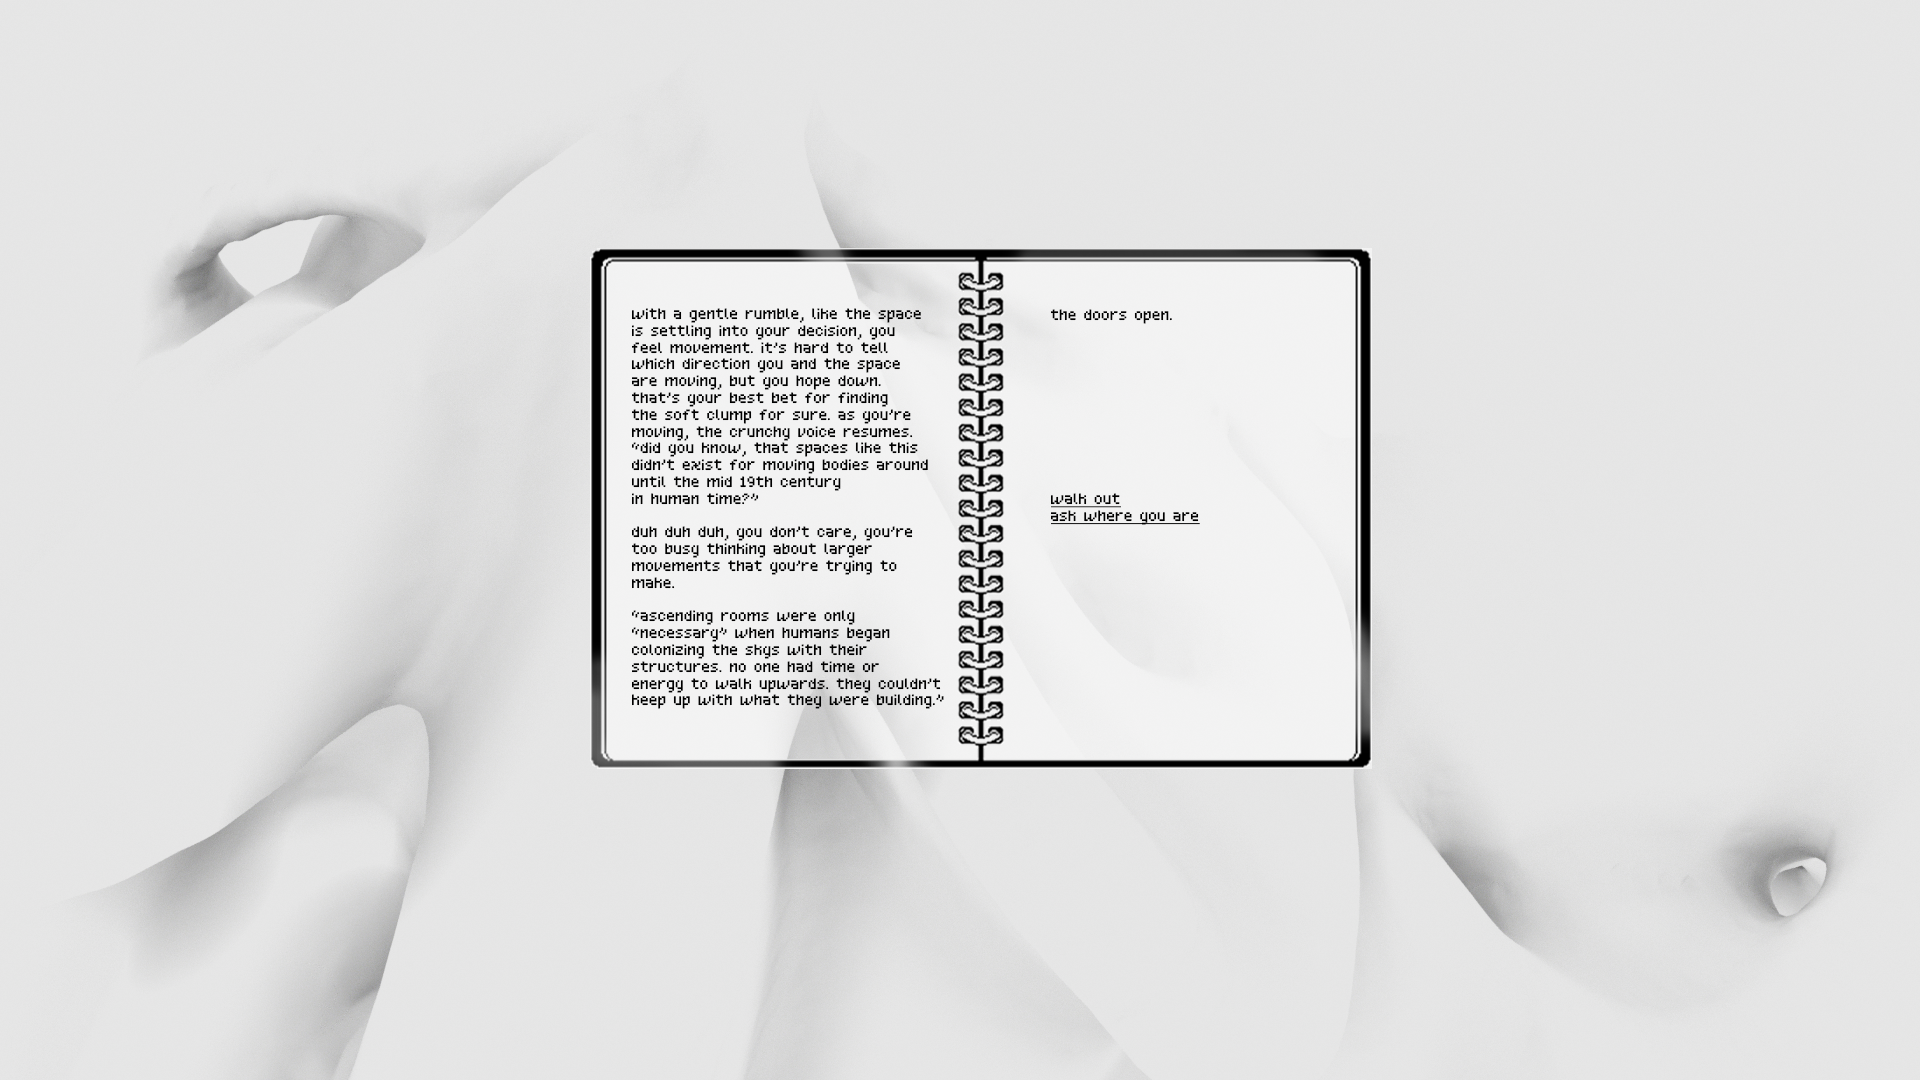 with a gentle rumble, like the space
is settling into your decision, you
feel movement. it's hard to tell
which direction you and the space
are moving, but you hope down.
that's your best bet for finding
the soft clump for sure. as you're
moving, the crunchy voice resumes.
“did you know, that spaces like this
didn't exist for moving bodies around
until the mid 19th century
in human time?”
duh duh duh, you don't care, you're
too busy thinking about larger
movements that you're trying to
make.
“ascending rooms were only
“necessary” when humans began
colonizing the skys with their
structures. no one had time or
energy to walk upwards. they couldn't
keep up with what they were building.”
the doors open.
walk out
ask where you are